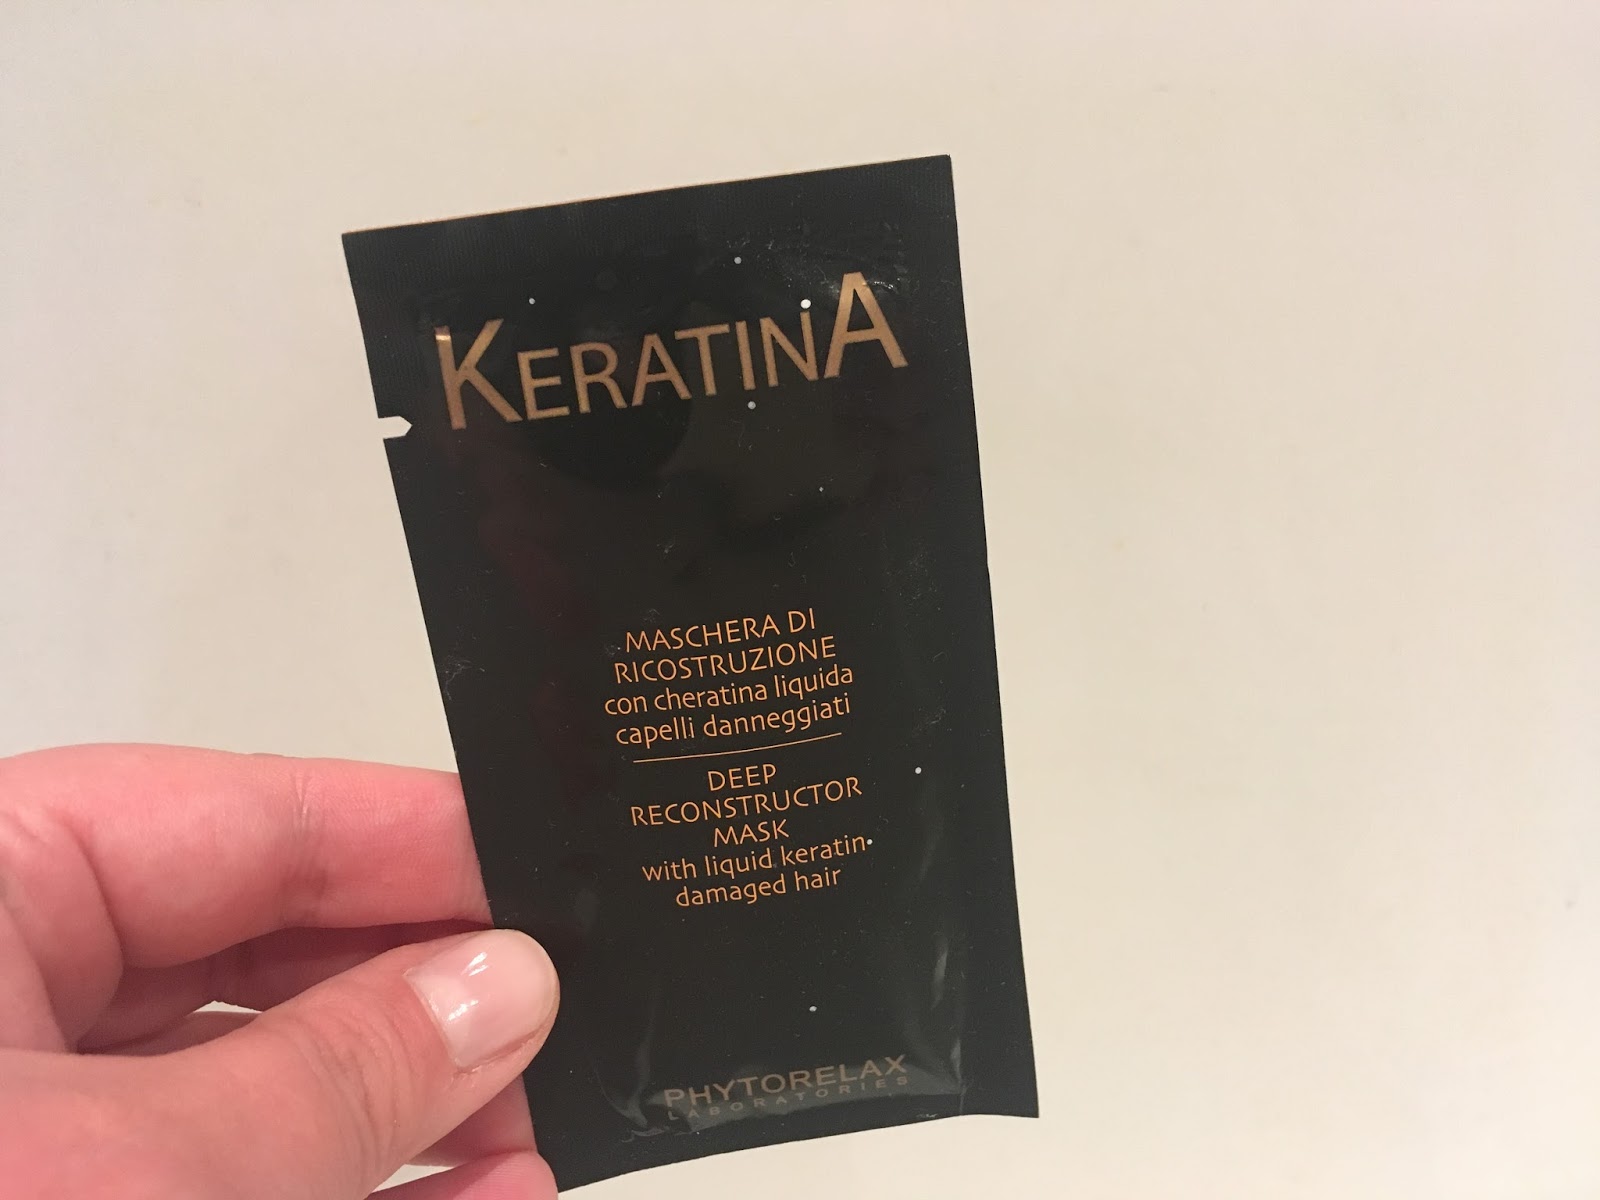 KERATINA
MASCHERA DI
RICOSTRUZIONE
con cheratina liquida
capelli danneggiati
DEEP
RECONSTRUCTOR
MASK
with liquid keratin
damaged hair
PHYTORELAX
LABORATORIES